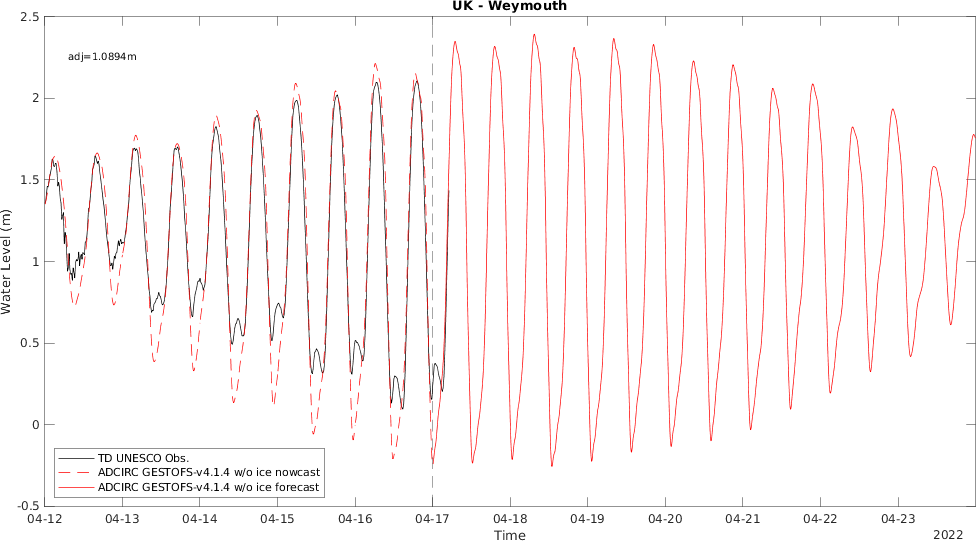 UK - Weymouth
adj=1.0894m
Water Level (m)
2.5
2
1.5
1
0.5
0
-0.5
TD UNESCO Obs.
ADCIRC GESTOFS-v4.1.4 w/o ice nowcast
ADCIRC GESTOFS-v4.1.4 w/o ice forecast
04-12 04-13 04-14 04-15 04-16 04-17 04-18 04-19 04-20 04-21 04-22 04-23
Time
2022